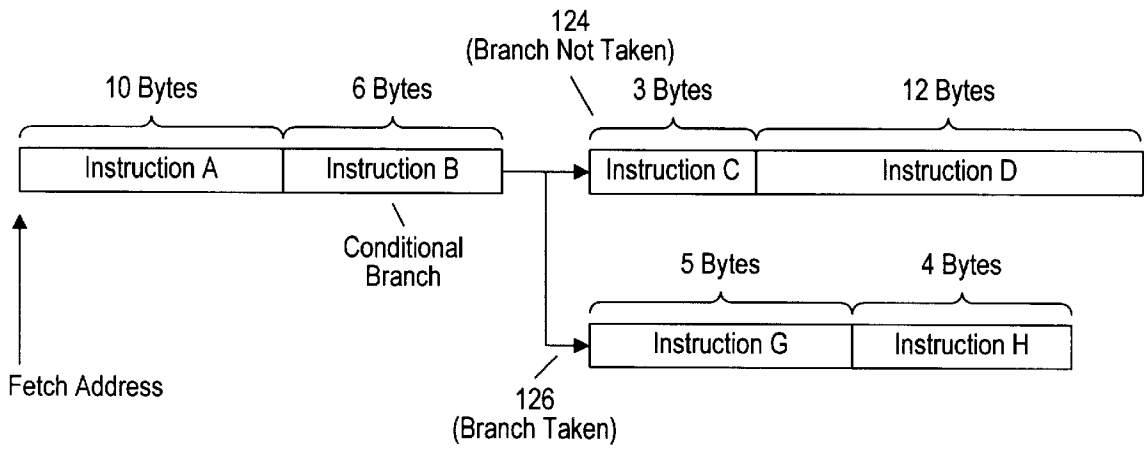 124
(Branch Not Taken)
10 Bytes
6 Bytes
3 Bytes
12 Bytes
Instruction A
Instruction B
Instruction C
Instruction D
Conditional
Branch
5 Bytes
4 Bytes
Instruction G
Instruction H
Fetch Address
126
(Branch Taken)